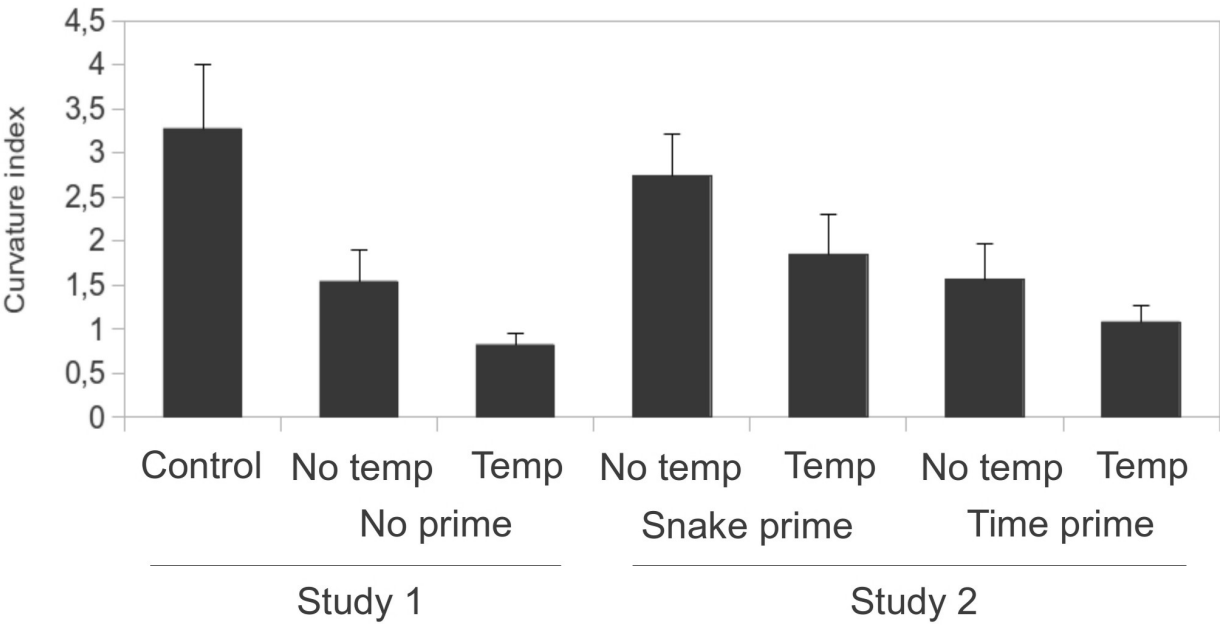 Curvature index
4,5
4
3,5
3
2,5
2
1,5
1
0,5
0
Control No temp Temp No temp Temp No temp Temp
No prime Snake prime Time prime
Study 1 Study 2